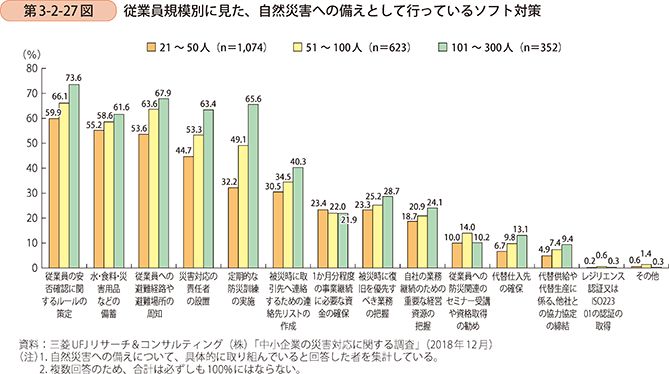 第3-2-27図
従業員規模別に見た、自然災害への備えとして行っているソフト対策
21～50人（n＝1,074）
51～100人（n＝623）
101～300人（n＝352）
（%）
80
70
60
50
40
30
20
10
0
59.9 66.1 73.6
55.2 58.6 61.6
53.6 63.6 67.9
44.7 53.3 63.4
32.2 49.1 65.6
30.5 34.5 40.3
23.4 22.0 21.9
23.3 25.2 28.7
18.7 20.9 24.1
10.0 14.0 10.2
6.7 9.8 13.1
4.9 7.4 9.4
0.2 0.6 0.3
0.6 1.4 0.3
従業員の安
否確認に関
するルールの
策定
水・食料・災
害用品
などの
備蓄
従業員への
避難経路や
避難場所の
周知
災害対応の
責任者
の設置
定期的な
防災訓練
の実施
被災時に取
引先へ連絡
するための連
絡先リストの
作成
1か月分程度
の事業継続
に必要な資
金の確保
被災時に復
旧を優先す
べき業務
の把握
自社の業務
継続のため
の重要な経営
資源の
把握
従業員への
防災関連の
セミナー受講
や資格取得
の勧め
代替仕入先
の確保
代替供給や
代替生産に
係る、他社と
の協力協定
の締結
レジリエンス
認証又は
ISO223
01の認証の
取得
その他
資料：三菱UFJリサーチ＆コンサルティング（株）「中小企業の災害対応に関する調査」（2018年12月）
（注）1. 自然災害への備えについて、具体的に取り組んでいると回答した者を集計している。
2. 複数回答のため、合計は必ずしも100%にはならない。